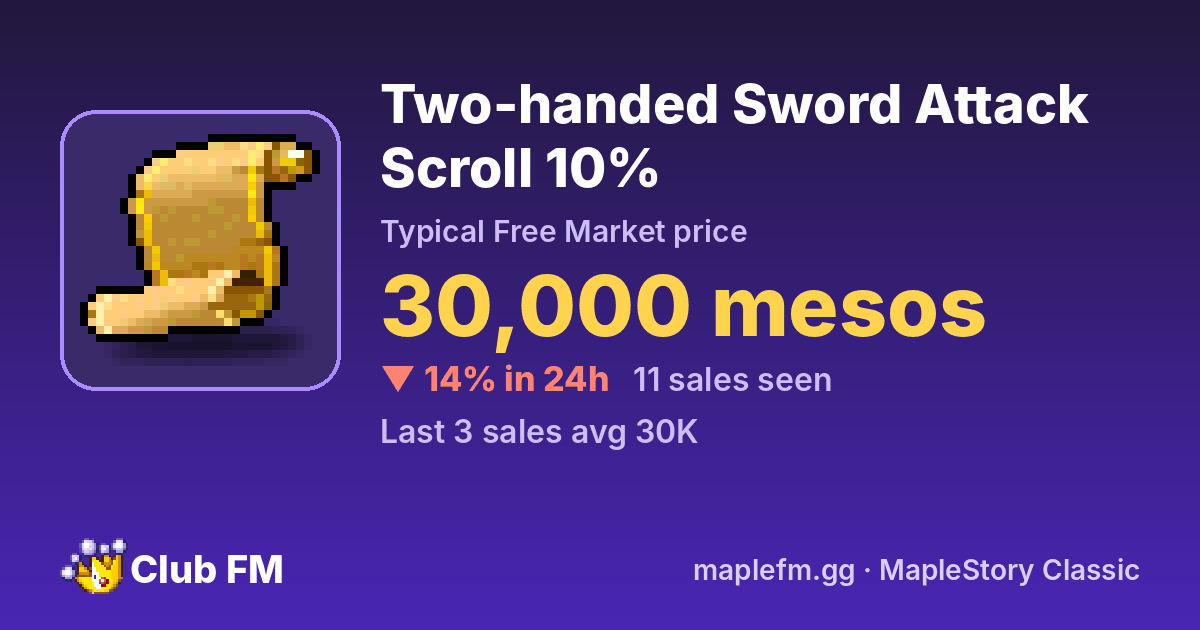 Two-handed Sword Attack
Scroll 10%
Typical Free Market price
30,000 mesos
▼ 14% in 24h 11 sales seen
Last 3 sales avg 30K
Club FM
maplefm.gg · MapleStory Classic